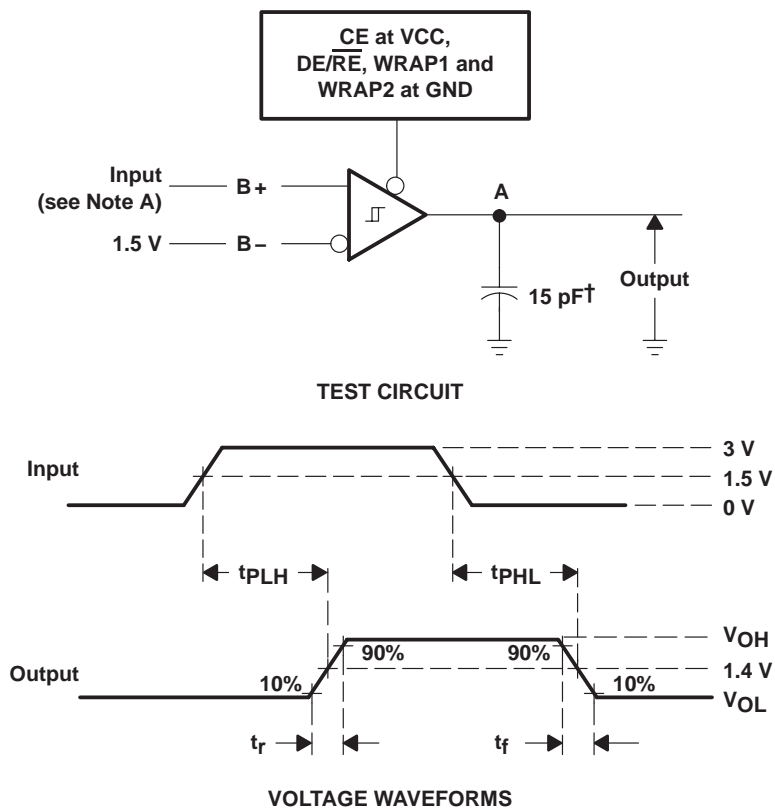 CE at VCC,
DE/RE, WRAP1 and
WRAP2 at GND
Input
(see Note A)
B+
A
1.5 V
B−
15 pF†
Output
TEST CIRCUIT
Input
3 V
1.5 V
0 V
tPLH
tPHL
Output
10%
90%
90%
10%
VOH
1.4 V
VOL
tr
tf
VOLTAGE WAVEFORMS